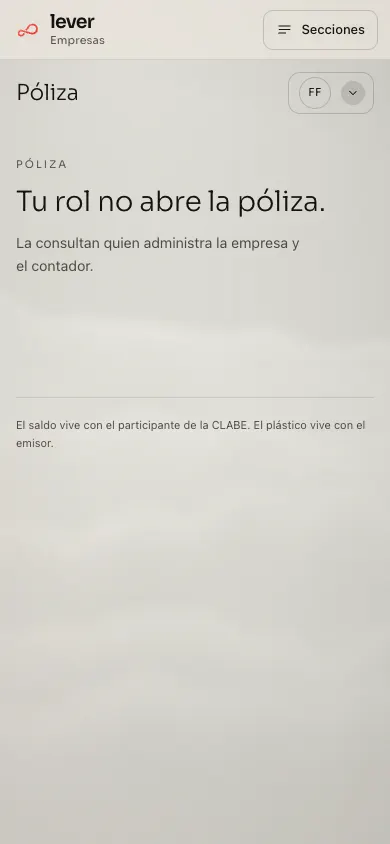 lever
Empresas
Secciones
Póliza
FF
PÓLIZA
Tu rol no abre la póliza.
La consultan quien administra la empresa y
el contador.
El saldo vive con el participante de la CLABE. El plástico vive con el
emisor.